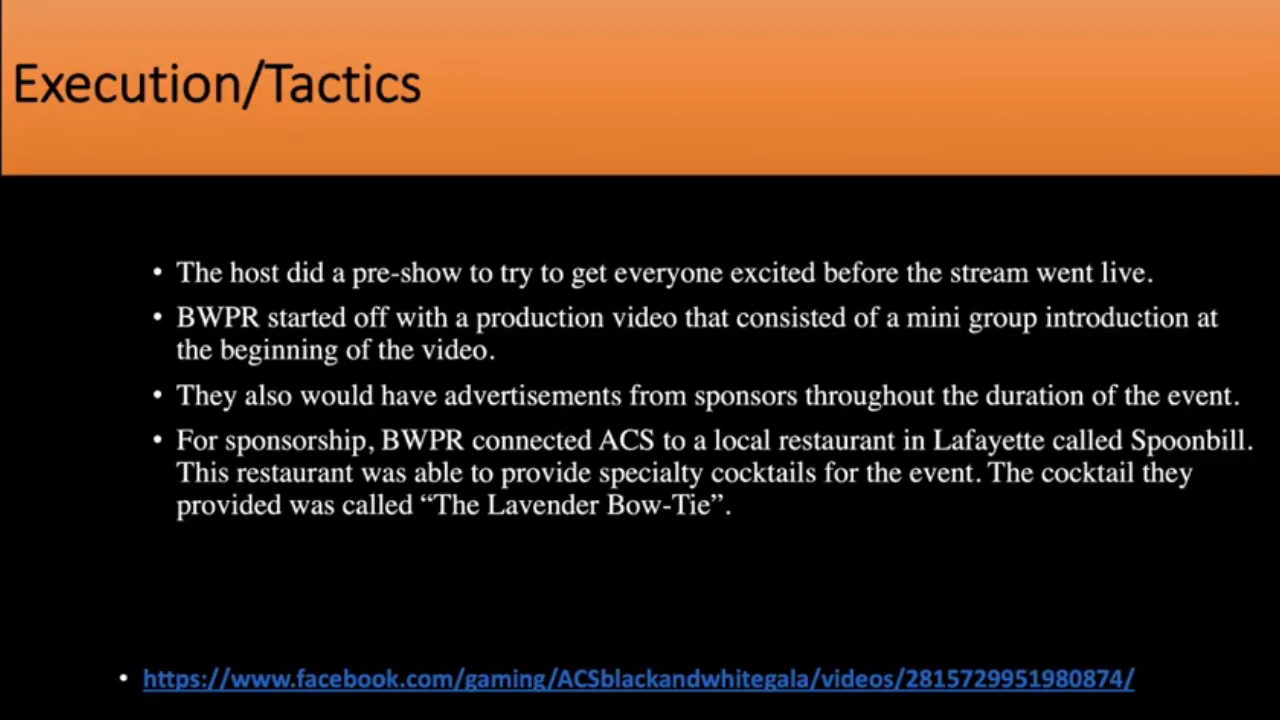 Execution/Tactics
• The host did a pre-show to try to get everyone excited before the stream went live.
• BWPR started off with a production video that consisted of a mini group introduction at
the beginning of the video.
• They also would have advertisements from sponsors throughout the duration of the event.
• For sponsorship, BWPR connected ACS to a local restaurant in Lafayette called Spoonbill.
This restaurant was able to provide specialty cocktails for the event. The cocktail they
provided was called “The Lavender Bow-Tie”.
• https://www.facebook.com/gaming/ACSblackandwhitegala/videos/2815729951980874/